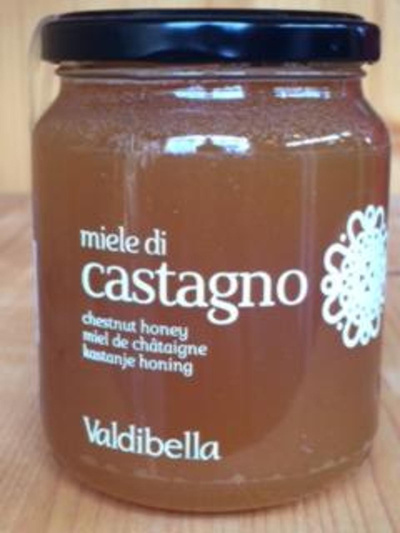 miele di
castagno
chestnut honey
miel de châtaigne
kastanje honing
Valdibella